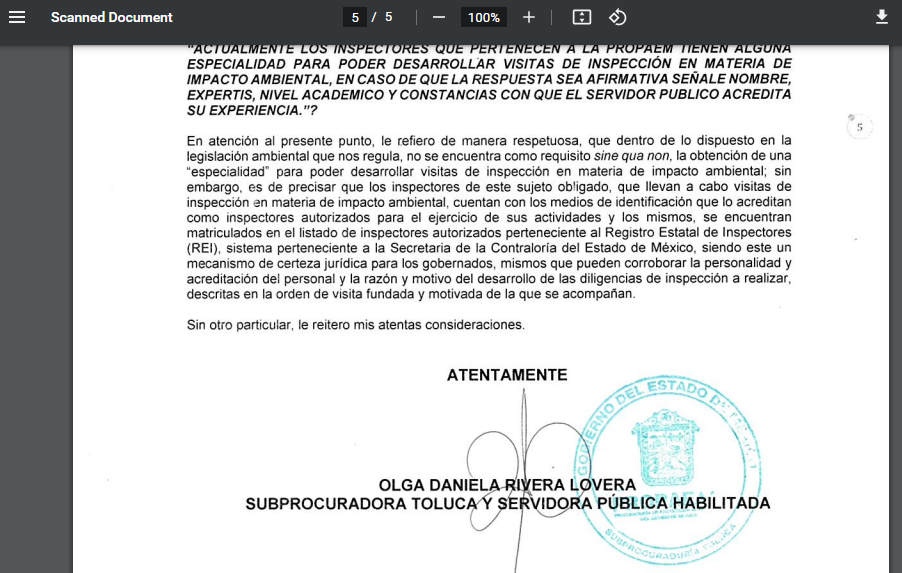 Scanned Document
5 / 5
100%
"ACTUALMENTE LOS INSPECTORES QUE PERTENECEN A LA PROPAEM TIENEN ALGUNA
ESPECIALIDAD PARA PODER DESARROLLAR VISITAS DE INSPECCIÓN EN MATERIA DE
IMPACTO AMBIENTAL, EN CASO DE QUE LA RESPUESTA SEA AFIRMATIVA SEÑALE NOMBRE,
EXPERTIS, NIVEL ACADEMICO Y CONSTANCIAS CON QUE EL SERVIDOR PUBLICO ACREDITA
SU EXPERIENCIA."?
5
En atención al presente punto, le refiero de manera respetuosa, que dentro de lo dispuesto en la
legislación ambiental que nos regula, no se encuentra como requisito sine qua non, la obtención de una
"especialidad" para poder desarrollar visitas de inspección en materia de impacto ambiental; sin
embargo, es de precisar que los inspectores de este sujeto obligado, que llevan a cabo visitas de
inspección en materia de impacto ambiental, cuentan con los medios de identificación que lo acreditan
como inspectores autorizados para el ejercicio de sus actividades y los mismos, se encuentran
matriculados en el listado de inspectores autorizados perteneciente al Registro Estatal de Inspectores
(REI), sistema perteneciente a la Secretaria de la Contraloría del Estado de México, siendo este un
mecanismo de certeza jurídica para los gobernados, mismos que pueden corroborar la personalidad y
acreditación del personal y la razón y motivo del desarrollo de las diligencias de inspección a realizar,
descritas en la orden de visita fundada y motivada de la que se acompañan.
Sin otro particular, le reitero mis atentas consideraciones.
ATENTAMENTE
GOBIERNO DEL ESTADO DE
OLGA DANIELA RIVERA LOVERA
SUBPROCURADORA TOLUCA Y SERVIDORA PÚBLICA HABILITADA
SUBPROCURADURÍA TOLUCA